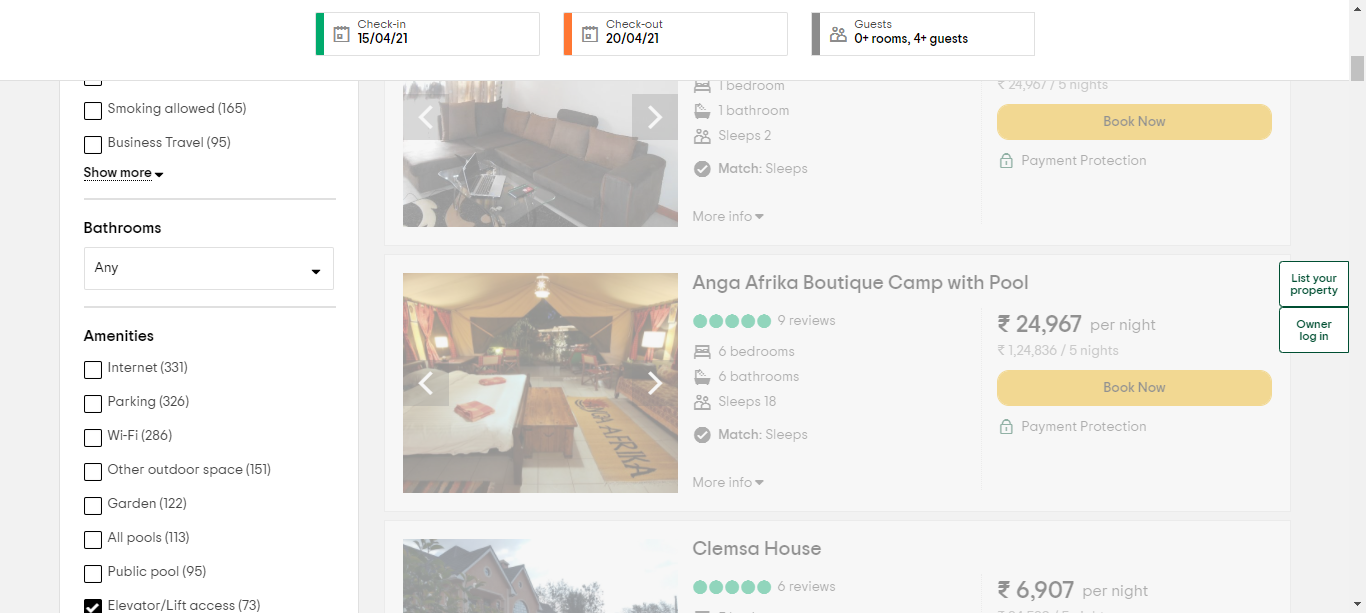 Check-in
15/04/21
Check-out
20/04/21
Guests
0+ rooms, 4+ guests
Smoking allowed (165)
Business Travel (95)
Show more
Bathrooms
Any
Amenities
Internet (331)
Parking (326)
Wi-Fi (286)
Other outdoor space (151)
Garden (122)
All pools (113)
Public pool (95)
Elevator/Lift access (73)
1 bedroom
1 bathroom
Sleeps 2
Match: Sleeps
More info
₹ 24,967 / 5 nights
Book Now
Payment Protection
Anga Afrika Boutique Camp with Pool
9 reviews
6 bedrooms
6 bathrooms
Sleeps 18
Match: Sleeps
More info
₹ 24,967 per night
₹ 1,24,836 / 5 nights
Book Now
Payment Protection
ANGA AFRIKA
Clemsa House
6 reviews
₹ 6,907 per night
List your
property
Owner
log in